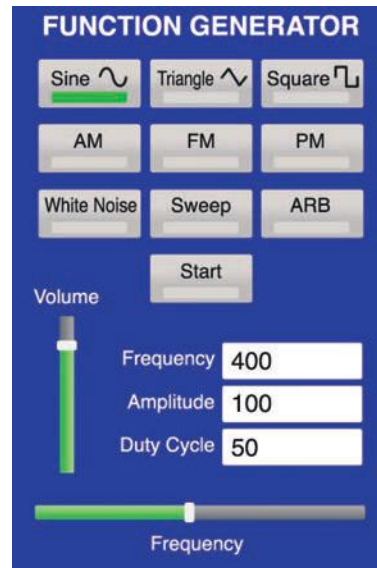 FUNCTION GENERATOR
Sine Triangle Square
AM FM PM
White Noise Sweep ARB
Start
Volume
Frequency 400
Amplitude 100
Duty Cycle 50
Frequency